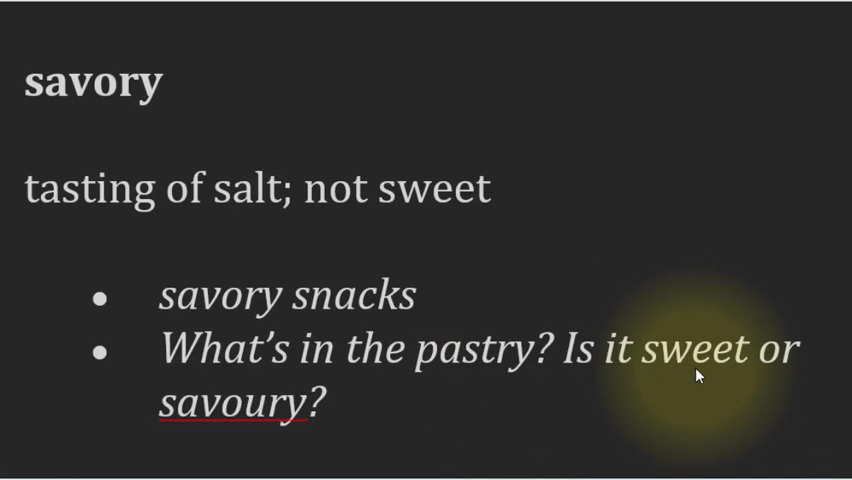 savory
tasting of salt; not sweet
● savory snacks
● What’s in the pastry? Is it sweet or
savoury?